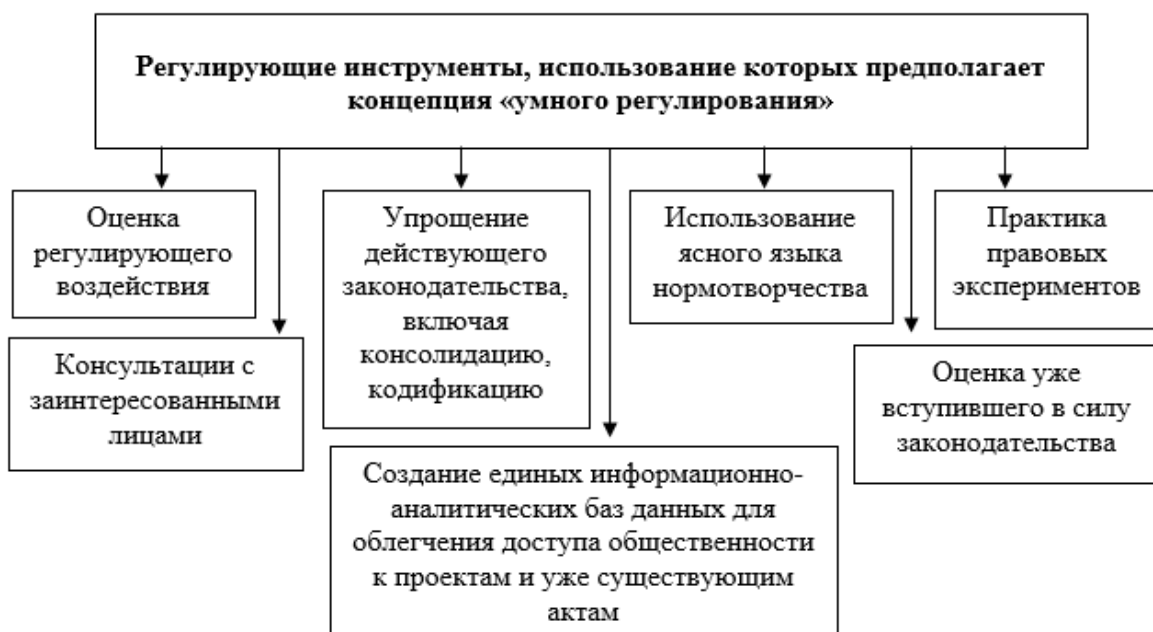 Регулирующие инструменты, использование которых предполагает
концепция «умного регулирования»
Оценка
регулирующего
воздействия
Консультации с
заинтересованными
лицами
Упрощение
действующего
законодательства,
включая
консолидацию,
кодификацию
Создание единых информационно-
аналитических баз данных для
облегчения доступа общественности
к проектам и уже существующим
актам
Использование
ясного языка
нормотворчества
Оценка уже
вступившего в силу
законодательства
Практика
правовых
экспериментов